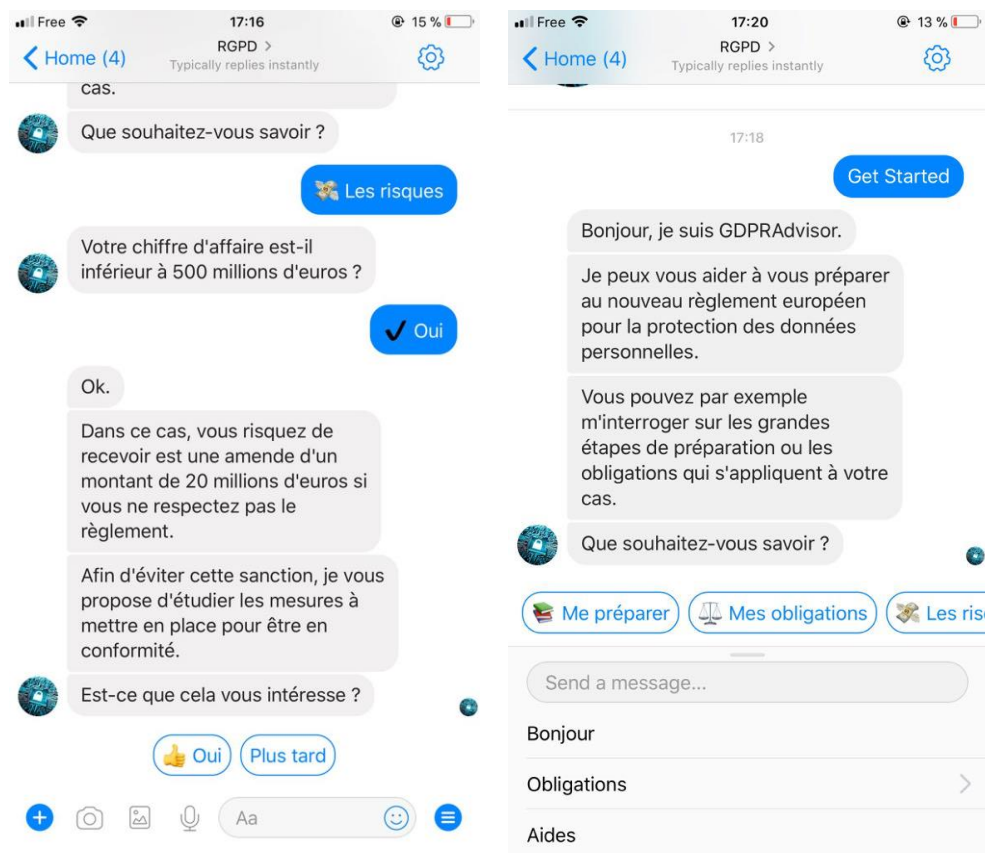 Free
17:16
15 %
Home (4)
RGPD >
Typically replies instantly
cas.
Que souhaitez-vous savoir ?
💸 Les risques
Votre chiffre d'affaire est-il
inférieur à 500 millions d'euros ?
✔ Oui
Ok.
Dans ce cas, vous risquez de
recevoir est une amende d'un
montant de 20 millions d'euros si
vous ne respectez pas le
règlement.
Afin d'éviter cette sanction, je vous
propose d'étudier les mesures à
mettre en place pour être en
conformité.
Est-ce que cela vous intéresse ?
👍 Oui
Plus tard
Aa
Free
17:20
13 %
Home (4)
RGPD >
Typically replies instantly
17:18
Get Started
Bonjour, je suis GDPRAdvisor.
Je peux vous aider à vous préparer
au nouveau règlement européen
pour la protection des données
personnelles.
Vous pouvez par exemple
m'interroger sur les grandes
étapes de préparation ou les
obligations qui s'appliquent à votre
cas.
Que souhaitez-vous savoir ?
📚 Me préparer
⚖ Mes obligations
💸 Les ris
Send a message...
Bonjour
Obligations
Aides